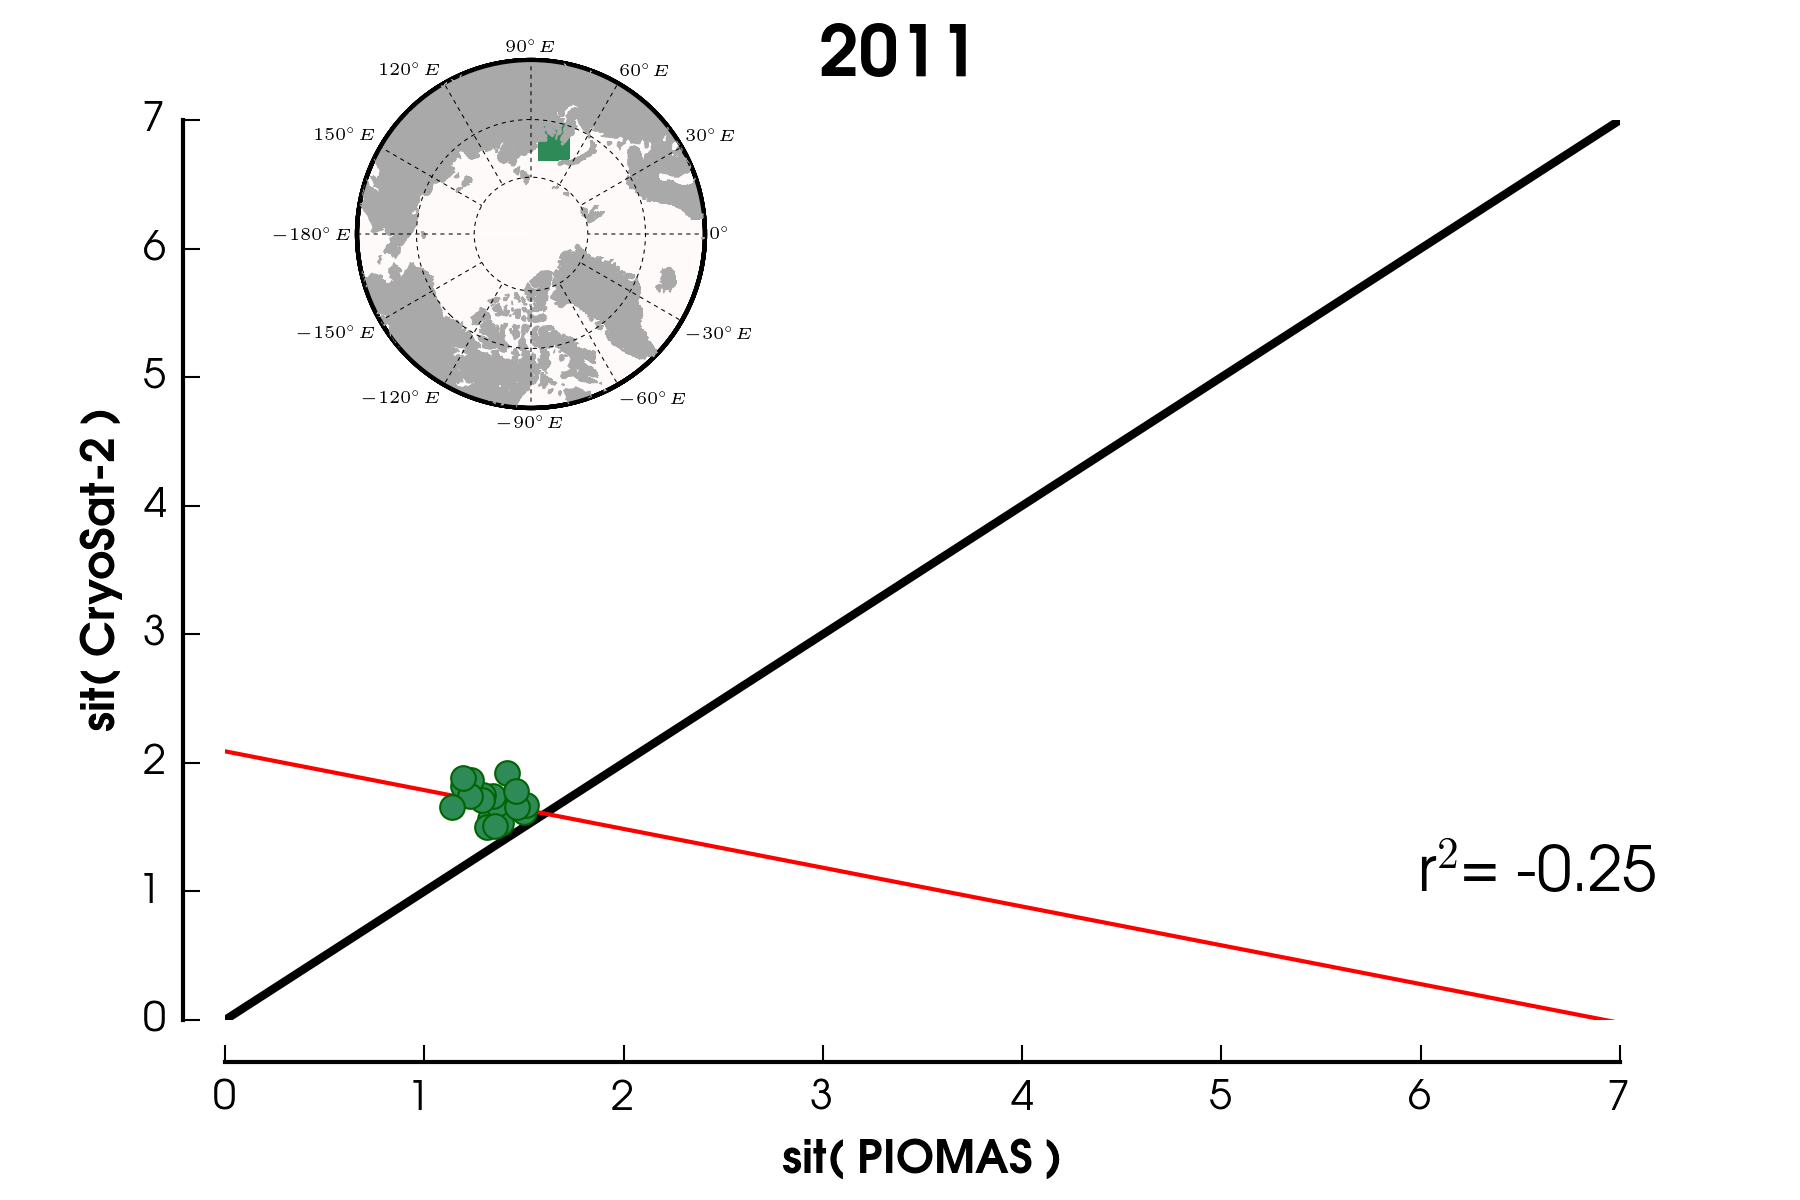 2011
90° E
120° E
60° E
150° E
30° E
−180° E
0°
−150° E
−30° E
−120° E
−60° E
−90° E
7
6
5
4
3
2
1
0
sit( CryoSat-2 )
r²= -0.25
0 1 2 3 4 5 6 7
sit( PIOMAS )